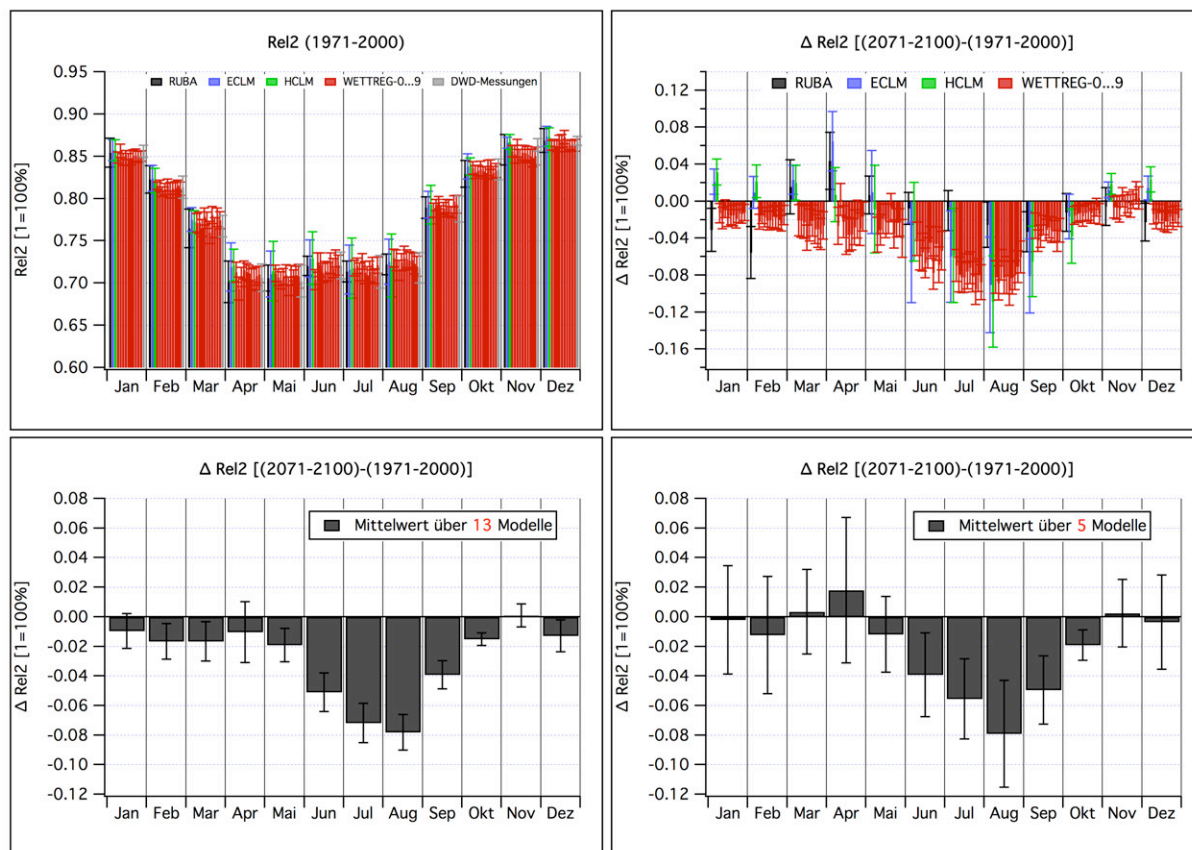 Rel2 (1971-2000)
RUBA ECLM HCLM WETTREG-0...9 DWD-Messungen
Rel2 [1=100%]
0.95
0.90
0.85
0.80
0.75
0.70
0.65
0.60
Jan Feb Mar Apr Mai Jun Jul Aug Sep Okt Nov Dez
Δ Rel2 [(2071-2100)-(1971-2000)]
RUBA ECLM HCLM WETTREG-0...9
Δ Rel2 [1=100%]
0.12
0.08
0.04
0.00
-0.04
-0.08
-0.12
-0.16
Jan Feb Mar Apr Mai Jun Jul Aug Sep Okt Nov Dez
Δ Rel2 [(2071-2100)-(1971-2000)]
Mittelwert über 13 Modelle
Δ Rel2 [1=100%]
0.08
0.06
0.04
0.02
0.00
-0.02
-0.04
-0.06
-0.08
-0.10
-0.12
Jan Feb Mar Apr Mai Jun Jul Aug Sep Okt Nov Dez
Δ Rel2 [(2071-2100)-(1971-2000)]
Mittelwert über 5 Modelle
Δ Rel2 [1=100%]
0.08
0.06
0.04
0.02
0.00
-0.02
-0.04
-0.06
-0.08
-0.10
-0.12
Jan Feb Mar Apr Mai Jun Jul Aug Sep Okt Nov Dez